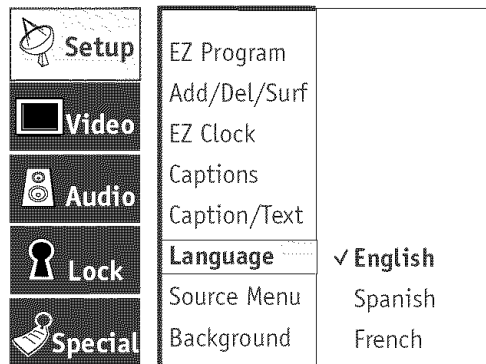 Setup
Video
Audio
Lock
Special
EZ Program
Add/Del/Surf
EZ Clock
Captions
Caption/Text
Language
Source Menu
Background
✓ English
Spanish
French